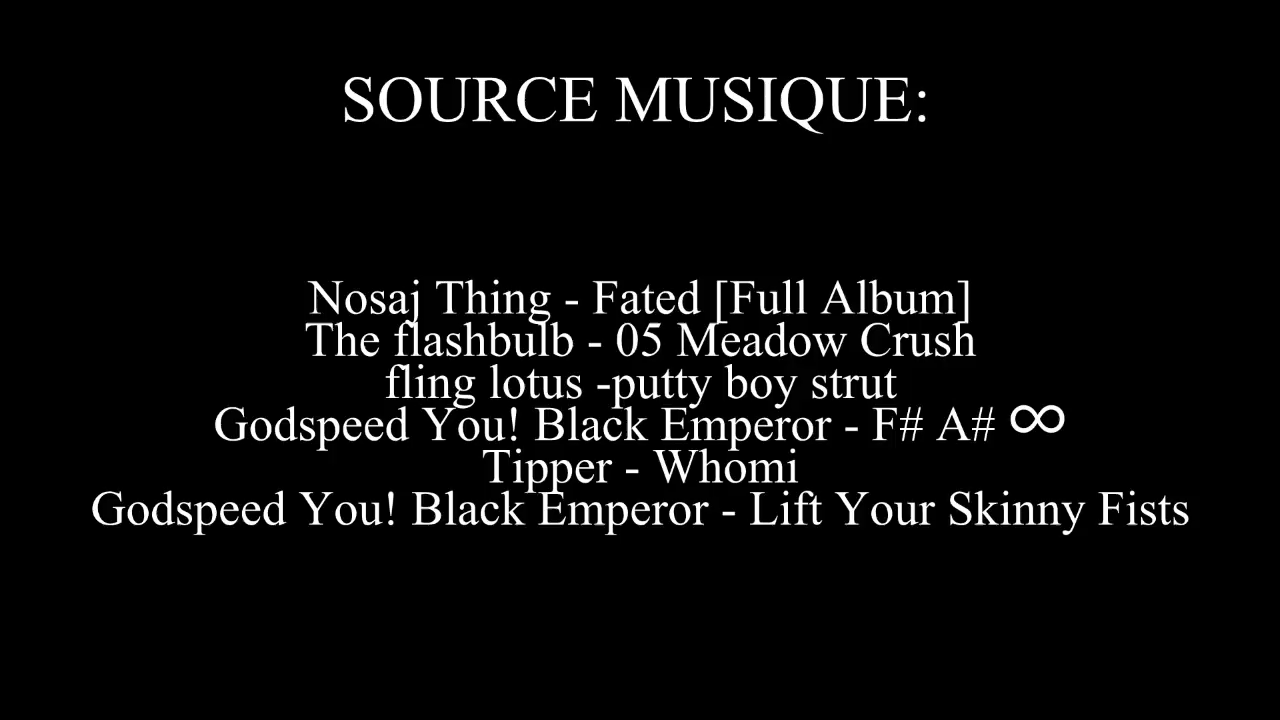 SOURCE MUSIQUE:
Nosaj Thing - Fated [Full Album]
The flashbulb - 05 Meadow Crush
fling lotus -putty boy strut
Godspeed You! Black Emperor - F# A# ∞
Tipper - Whomi
Godspeed You! Black Emperor - Lift Your Skinny Fists